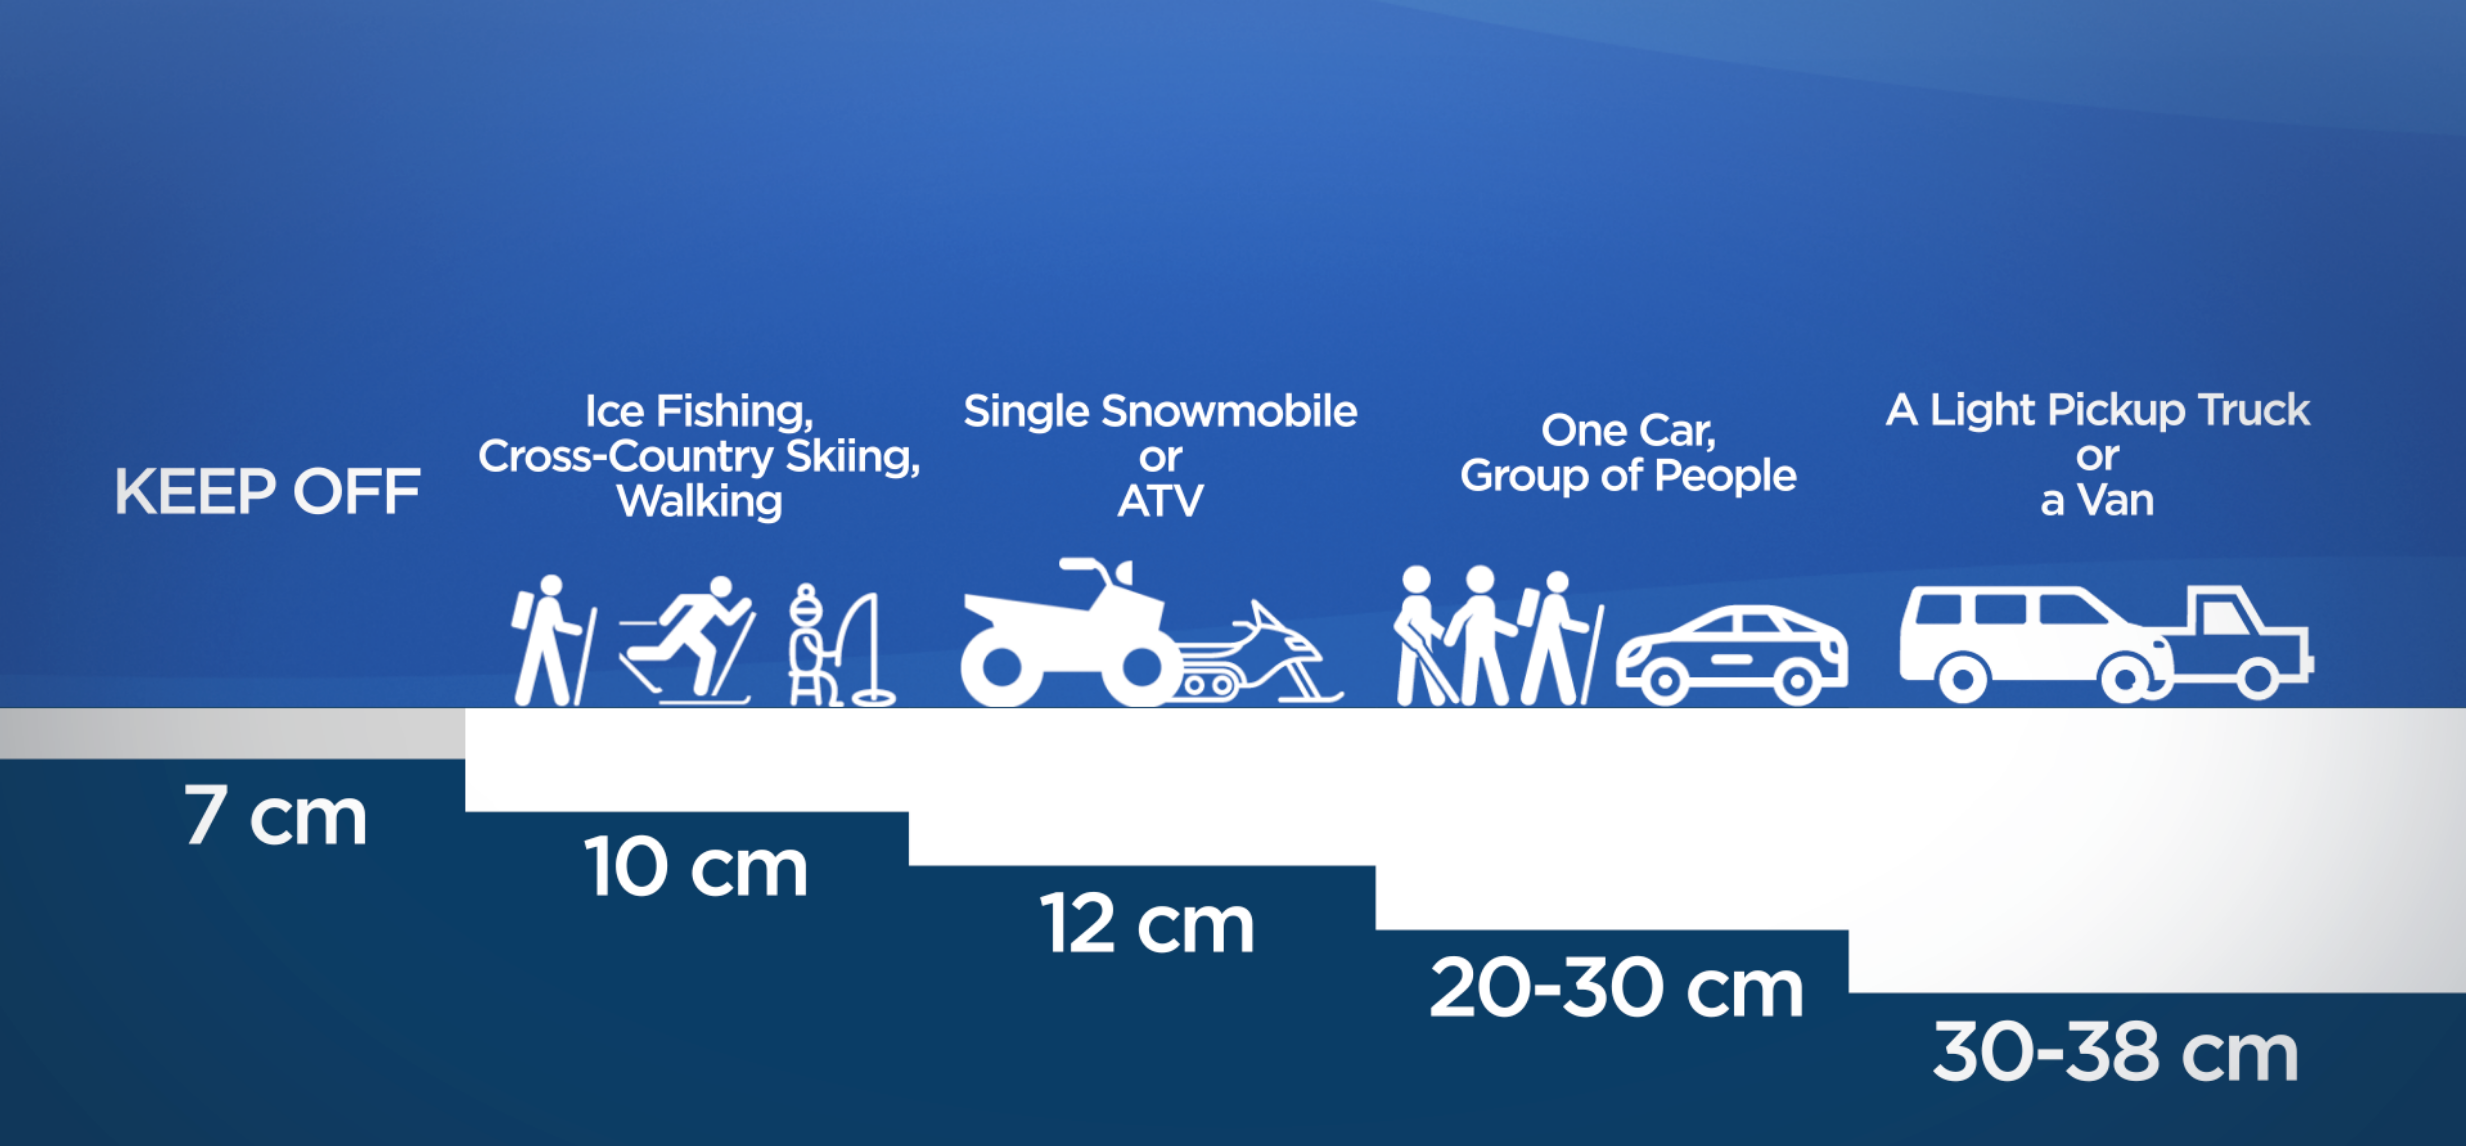 KEEP OFF
Ice Fishing,
Cross-Country Skiing,
Walking
Single Snowmobile
or
ATV
One Car,
Group of People
A Light Pickup Truck
or
a Van
7 cm
10 cm
12 cm
20-30 cm
30-38 cm